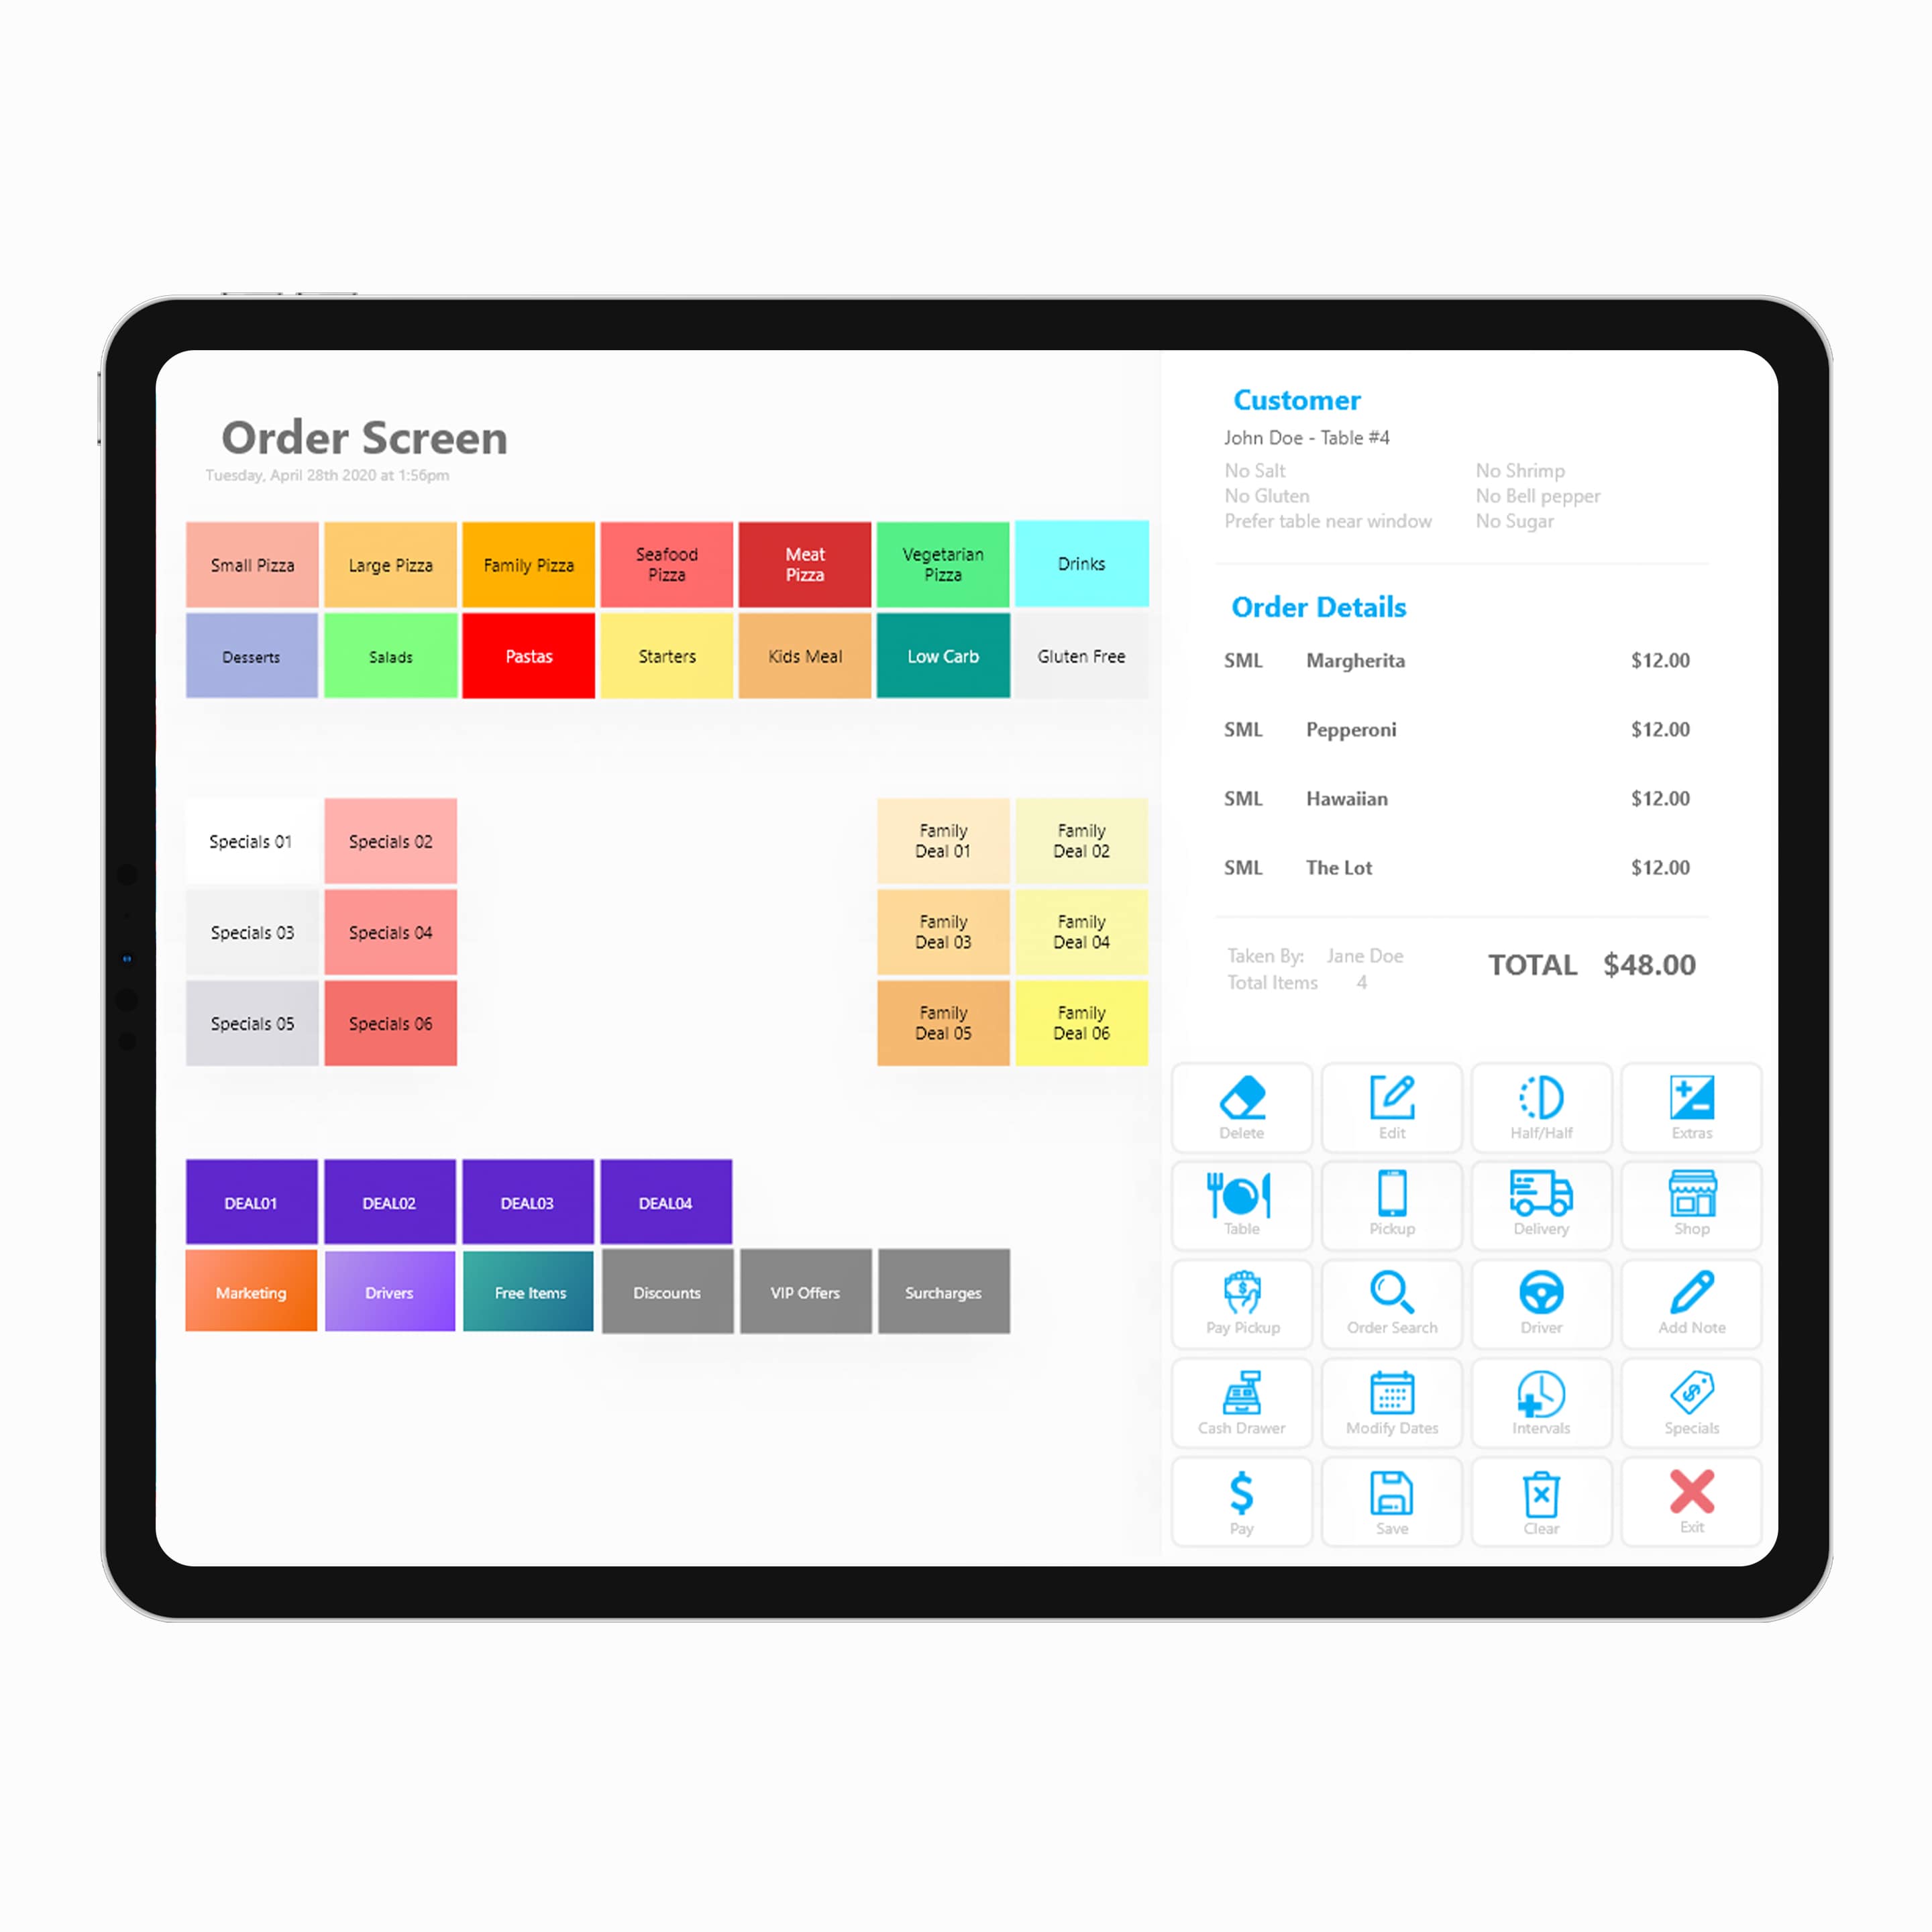 Order Screen
Tuesday, April 28th 2020 at 1:56pm
Small Pizza
Large Pizza
Family Pizza
Seafood
Pizza
Meat
Pizza
Vegetarian
Pizza
Drinks
Desserts
Salads
Pastas
Starters
Kids Meal
Low Carb
Gluten Free
Specials 01
Specials 02
Specials 03
Specials 04
Specials 05
Specials 06
Family
Deal 01
Family
Deal 02
Family
Deal 03
Family
Deal 04
Family
Deal 05
Family
Deal 06
DEAL01
DEAL02
DEAL03
DEAL04
Marketing
Drivers
Free Items
Discounts
VIP Offers
Surcharges
Customer
John Doe - Table #4
No Salt
No Shrimp
No Gluten
No Bell pepper
Prefer table near window
No Sugar
Order Details
SML Margherita $12.00
SML Pepperoni $12.00
SML Hawaiian $12.00
SML The Lot $12.00
Taken By: Jane Doe
Total Items 4
TOTAL $48.00
Delete
Edit
Half/Half
Extras
Table
Pickup
Delivery
Shop
Pay Pickup
Order Search
Driver
Add Note
Cash Drawer
Modify Dates
Intervals
Specials
Pay
Save
Clear
Exit